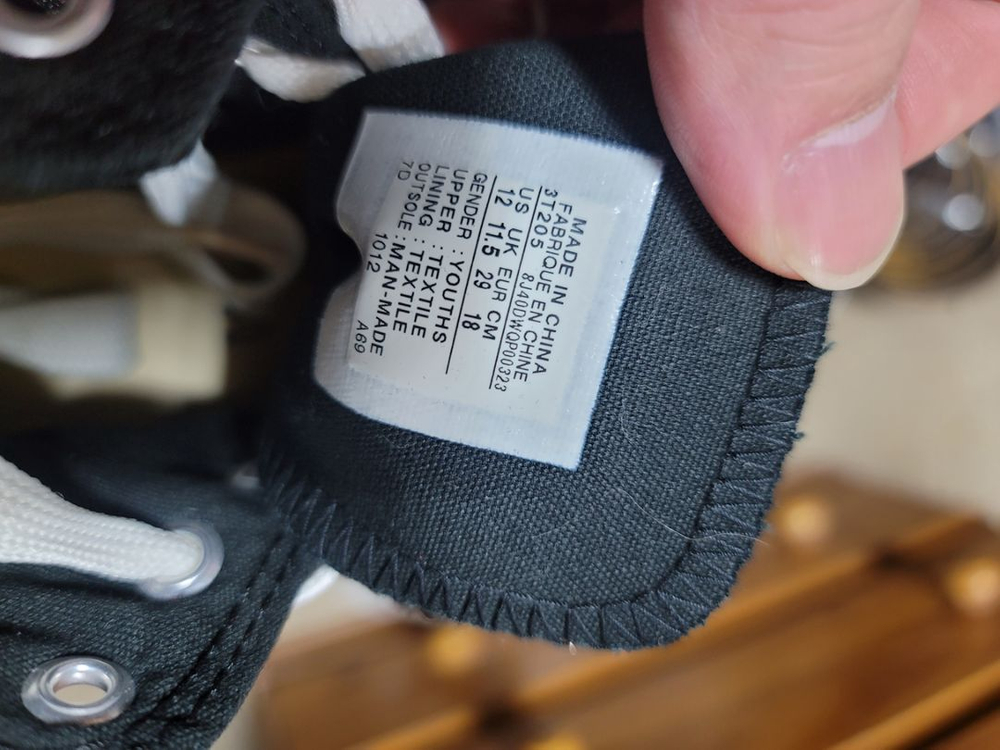 MADE IN CHINA
FABRIQUE EN CHINE
3T205 8J40DWQP00323
US UK EUR CM
12 11.5 29 18
GENDER : YOUTHS
UPPER : TEXTILE
LINING : TEXTILE
OUTSOLE : MAN-MADE
7D 1012 A69